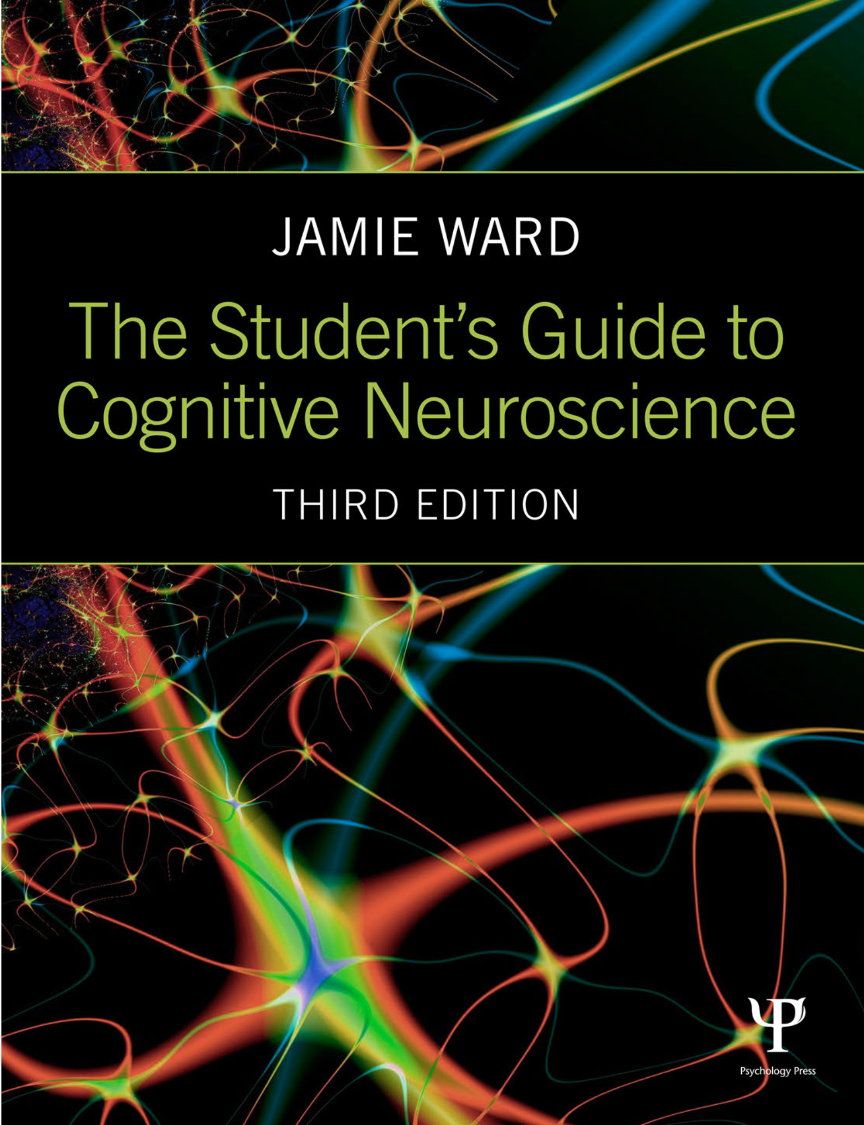 JAMIE WARD
The Student’s Guide to
Cognitive Neuroscience
THIRD EDITION
Psychology Press